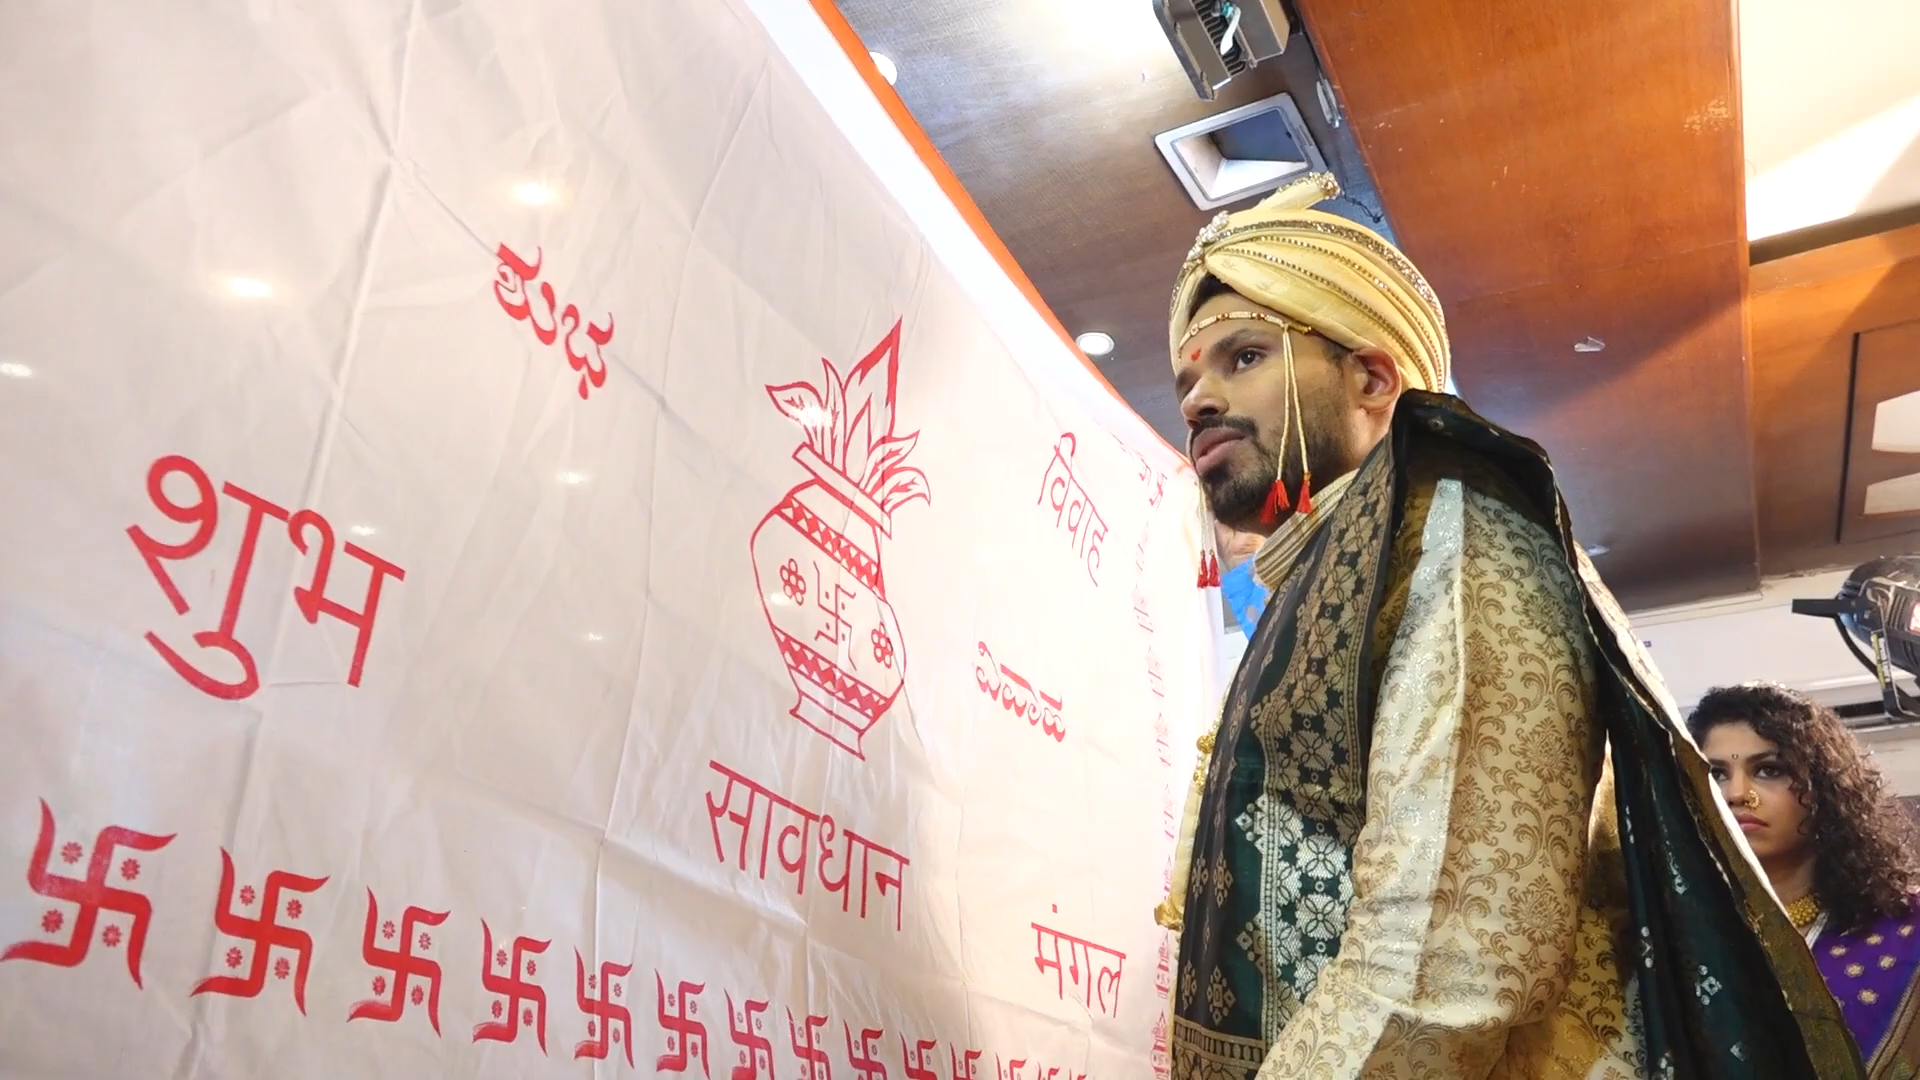 ಶುಭ
शुभ
विवाह
ವಿವಾಹ
सावधान
मंगल